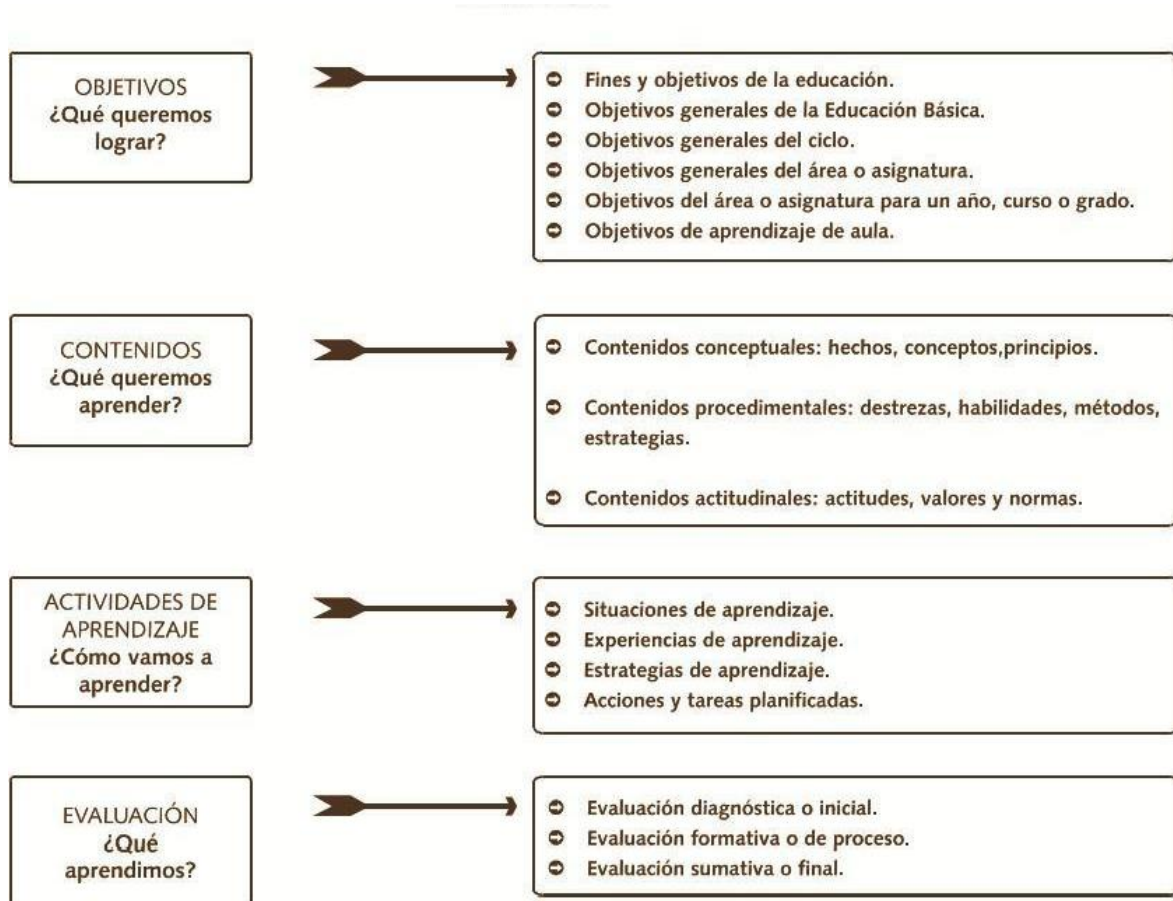 OBJETIVOS
¿Qué queremos
lograr?
Fines y objetivos de la educación.
Objetivos generales de la Educación Básica.
Objetivos generales del ciclo.
Objetivos generales del área o asignatura.
Objetivos del área o asignatura para un año, curso o grado.
Objetivos de aprendizaje de aula.
CONTENIDOS
¿Qué queremos
aprender?
Contenidos conceptuales: hechos, conceptos,principios.
Contenidos procedimentales: destrezas, habilidades, métodos,
estrategias.
Contenidos actitudinales: actitudes, valores y normas.
ACTIVIDADES DE
APRENDIZAJE
¿Cómo vamos a
aprender?
Situaciones de aprendizaje.
Experiencias de aprendizaje.
Estrategias de aprendizaje.
Acciones y tareas planificadas.
EVALUACIÓN
¿Qué
aprendimos?
Evaluación diagnóstica o inicial.
Evaluación formativa o de proceso.
Evaluación sumativa o final.